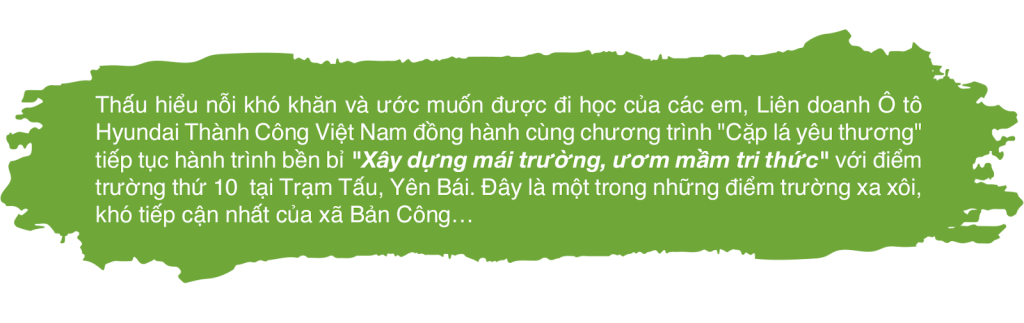 Thấu hiểu nỗi khó khăn và ước muốn được đi học của các em, Liên doanh Ô tô
Hyundai Thành Công Việt Nam đồng hành cùng chương trình "Cặp lá yêu thương"
tiếp tục hành trình bền bỉ "Xây dựng mái trường, ươm mầm tri thức" với điểm
trường thứ 10 tại Trạm Tấu, Yên Bái. Đây là một trong những điểm trường xa xôi,
khó tiếp cận nhất của xã Bản Công...